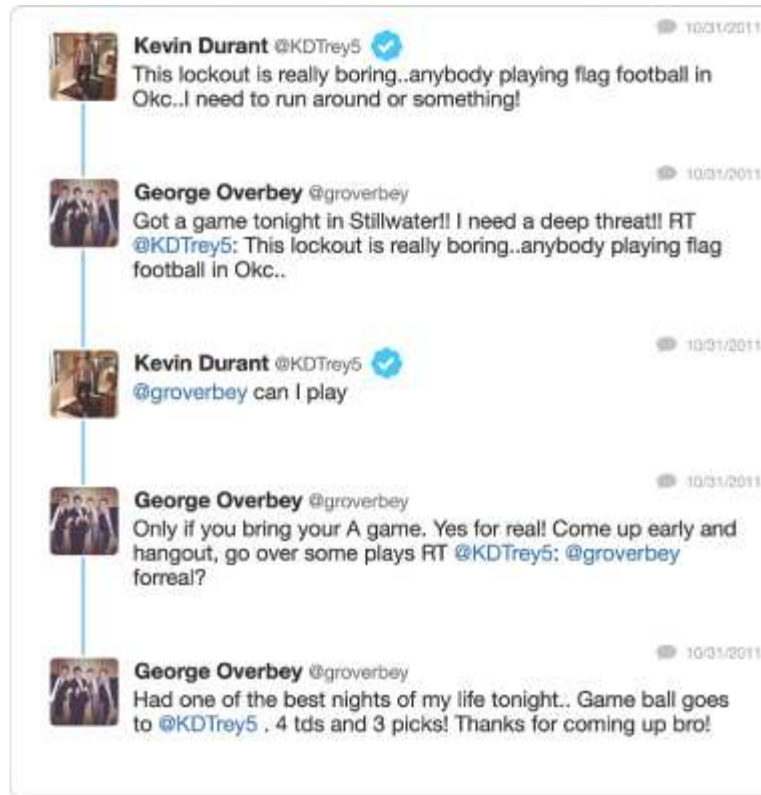 10/31/2011
Kevin Durant @KDTrey5
This lockout is really boring..anybody playing flag football in
Okc..I need to run around or something!
10/31/2011
George Overbey @groverbey
Got a game tonight in Stillwater!! I need a deep threat!! RT
@KDTrey5: This lockout is really boring..anybody playing flag
football in Okc..
10/31/2011
Kevin Durant @KDTrey5
@groverbey can I play
10/31/2011
George Overbey @groverbey
Only if you bring your A game. Yes for real! Come up early and
hangout, go over some plays RT @KDTrey5: @groverbey
forreal?
10/31/2011
George Overbey @groverbey
Had one of the best nights of my life tonight.. Game ball goes
to @KDTrey5 . 4 tds and 3 picks! Thanks for coming up bro!